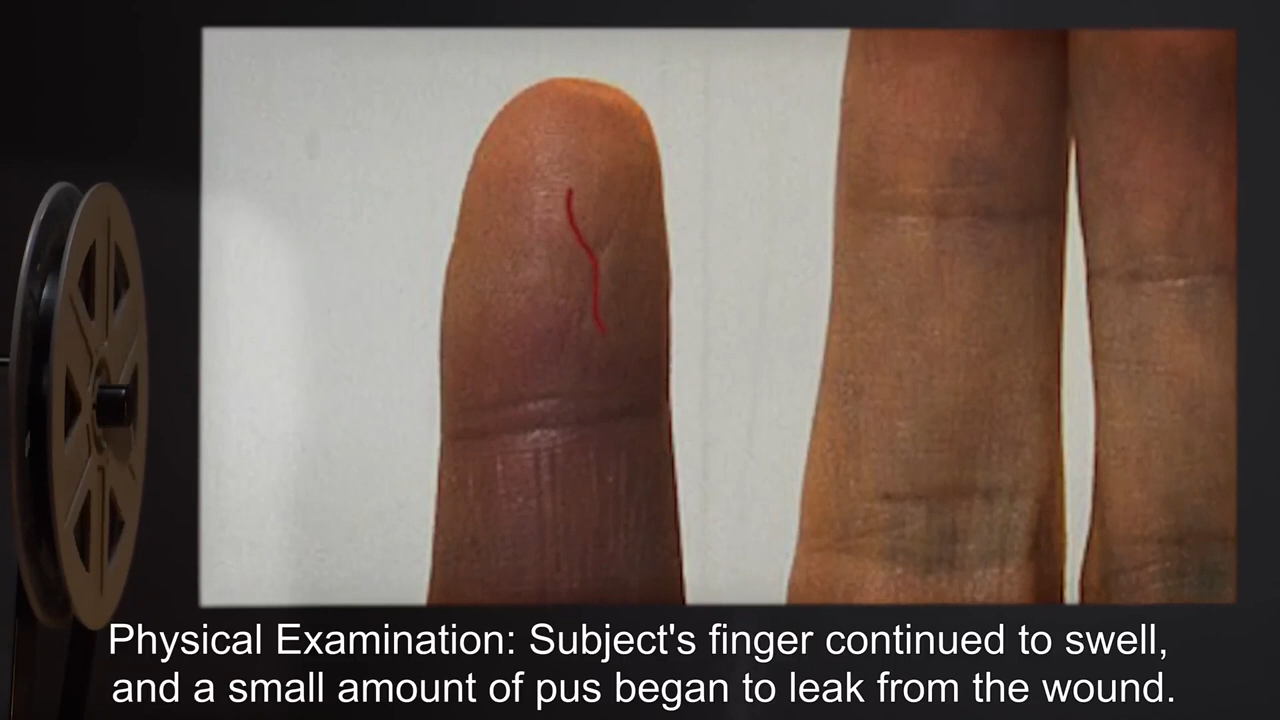 Physical Examination: Subject's finger continued to swell,
and a small amount of pus began to leak from the wound.